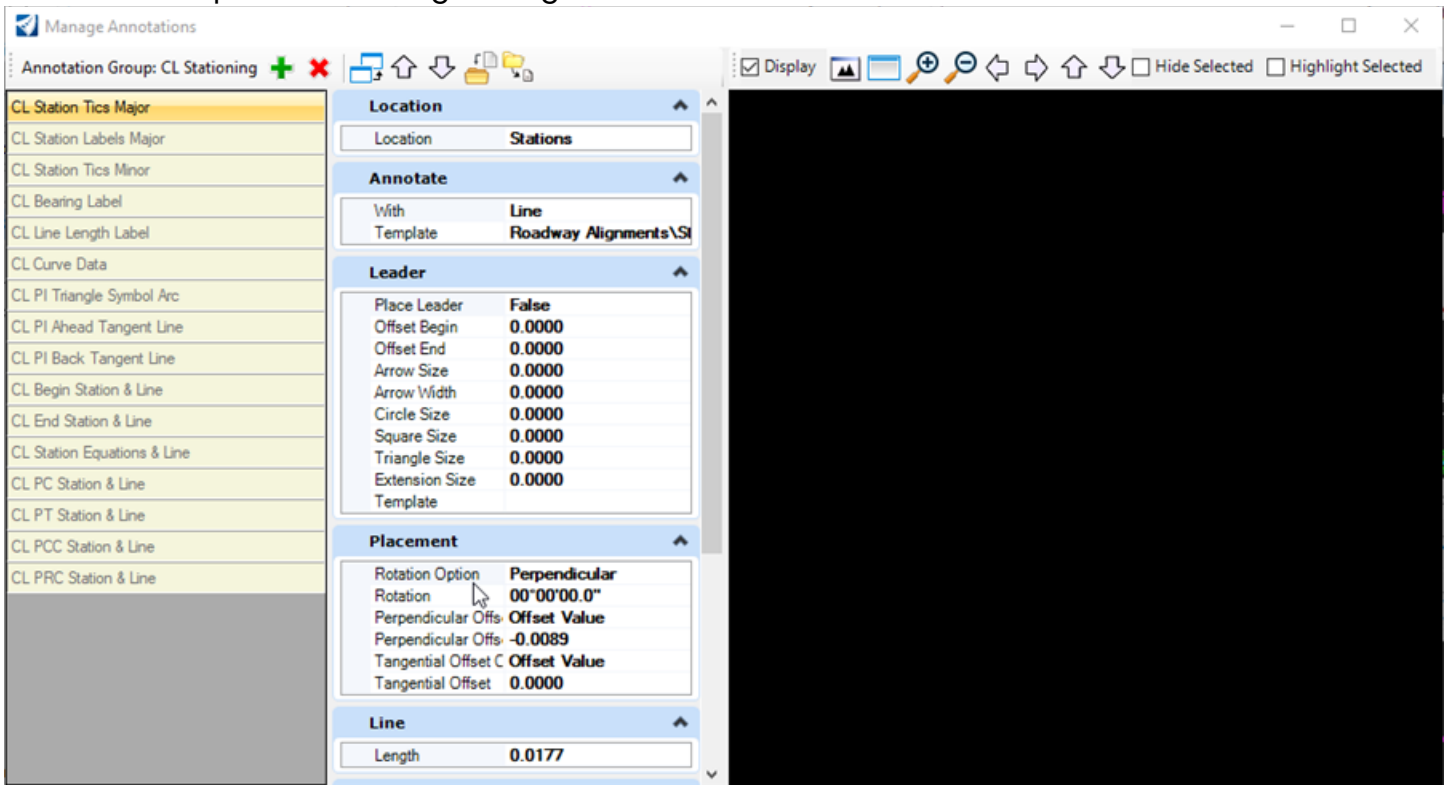 Manage Annotations
Annotation Group: CL Stationing
Display
Hide Selected
Highlight Selected
CL Station Tics Major
CL Station Labels Major
CL Station Tics Minor
CL Bearing Label
CL Line Length Label
CL Curve Data
CL PI Triangle Symbol Arc
CL PI Ahead Tangent Line
CL PI Back Tangent Line
CL Begin Station & Line
CL End Station & Line
CL Station Equations & Line
CL PC Station & Line
CL PT Station & Line
CL PCC Station & Line
CL PRC Station & Line
Location
Location Stations
Annotate
With Line
Template Roadway Alignments\St
Leader
Place Leader False
Offset Begin 0.0000
Offset End 0.0000
Arrow Size 0.0000
Arrow Width 0.0000
Circle Size 0.0000
Square Size 0.0000
Triangle Size 0.0000
Extension Size 0.0000
Template
Placement
Rotation Option Perpendicular
Rotation 00°00'00.0"
Perpendicular Offs Offset Value
Perpendicular Offs -0.0089
Tangential Offset C Offset Value
Tangential Offset 0.0000
Line
Length 0.0177